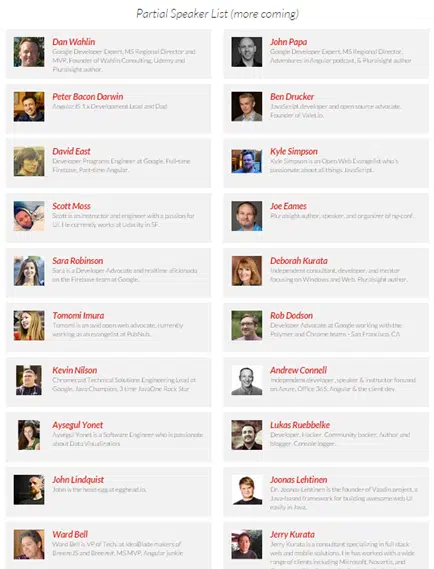 Partial Speaker List (more coming)
Dan Wahlin
Google Developer Expert, MS Regional Director and
MVP, Founder of Wahlin Consulting, Udemy and
Pluralsight author.
John Papa
Google Developer Expert, MS Regional Director,
Adventures in Angular podcast, & Pluralsight author
Peter Bacon Darwin
Angular JS 1.x Development Lead and Dad
Ben Drucker
JavaScript developer and open source advocate.
Founder of Valet.io.
David East
Developer Programs Engineer at Google. Full-time
Firebase, Part-time Angular.
Kyle Simpson
Kyle Simpson is an Open Web Evangelist who's
passionate about all things JavaScript.
Scott Moss
Scott is an instructor and engineer with a passion for
UI. He currently works at Udacity in SF.
Joe Eames
Pluralsight author, speaker, and organizer of ng-conf.
Sara Robinson
Sara is a Developer Advocate and realtime aficionado
on the Firebase team at Google.
Deborah Kurata
Independent consultant, developer, and mentor
focusing on Windows and Web. Pluralsight author.
Tomomi Imura
Tomomi is an avid open web advocate, currently
working as an evangelist at PubNub.
Rob Dodson
Developer Advocate at Google working with the
Polymer and Chrome teams - San Francisco, CA
Kevin Nilson
Chromecast Technical Solutions Engineering Lead at
Google, Java Champion, 3 time JavaOne Rock Star
Andrew Connell
Independent developer, speaker & instructor focused
on Azure, Office 365, Angular & the client dev.
Aysegul Yonet
Aysegul Yonet is a Software Engineer who is passionate
about Data Visualization
Lukas Ruebbelke
Developer. Hacker. Community backer. Author and
blogger. Console logger.
John Lindquist
John is the head egg at egghead.io.
Joonas Lehtinen
Dr. Joonas Lehtinen is the founder of Vaadin project, a
Java-based framework for building awesome web UI
easily in Java.
Ward Bell
Ward Bell is VP of Tech. at IdeaBlade makers of
BreezeJS and Breeze#, MS MVP, Angular junkie
Jerry Kurata
Jerry Kurata is a consultant specializing in full stack
web and mobile solutions. He has worked with a wide
range of clients including Microsoft, Novartis, and